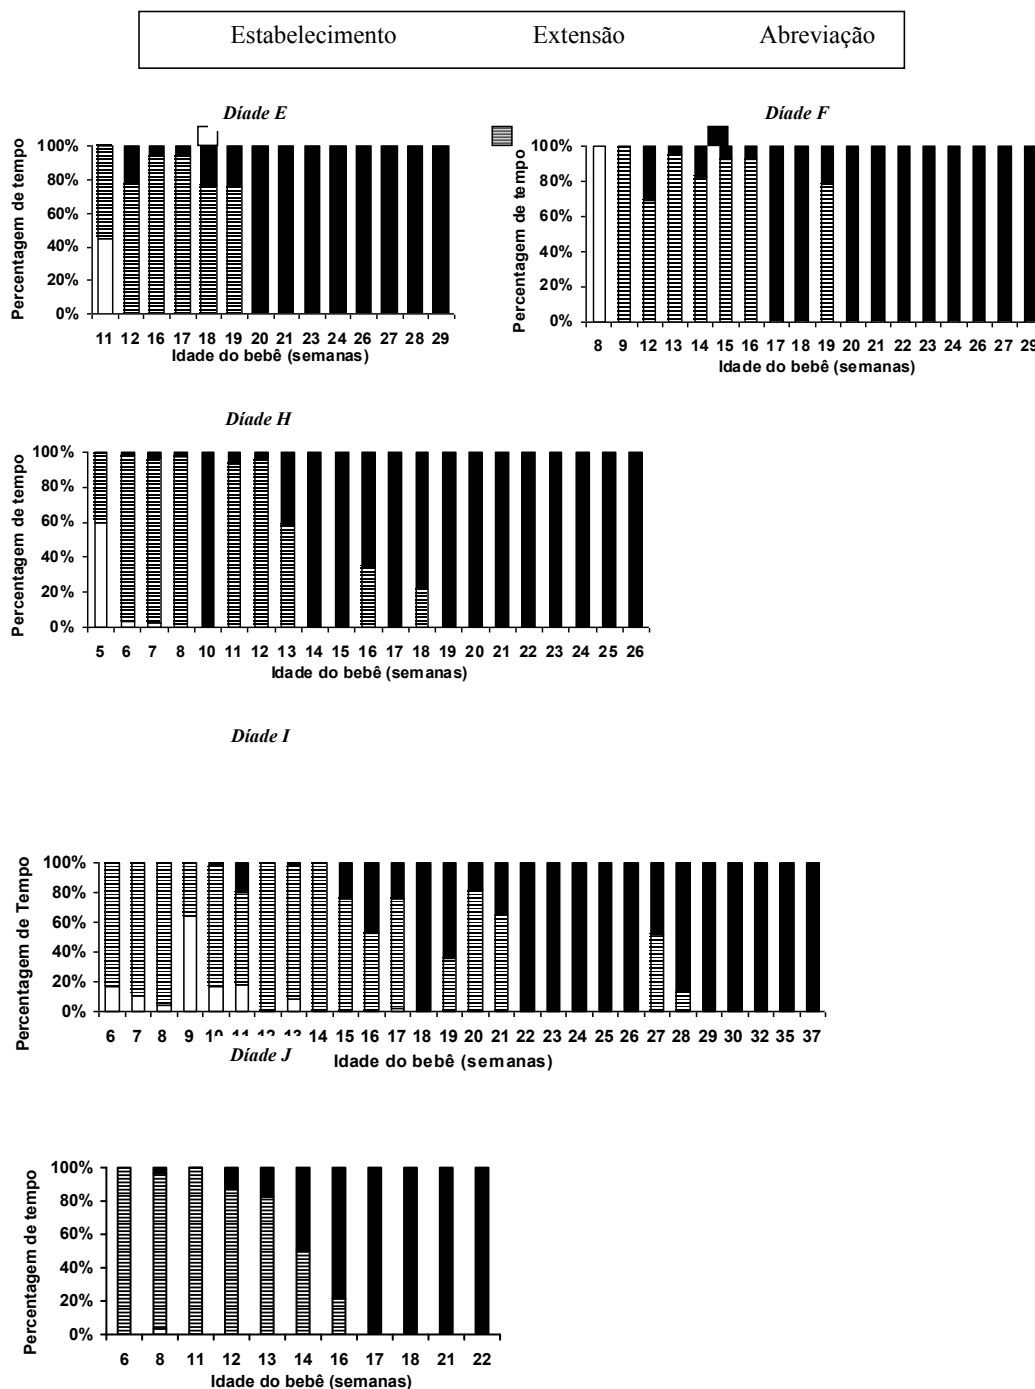 Estabelecimento Extensão Abreviação
Díade E
Percentagem de tempo
100%
80%
60%
40%
20%
0%
11 12 16 17 18 19 20 21 23 24 26 27 28 29
Idade do bebê (semanas)
Díade F
Percentagem de tempo
100%
80%
60%
40%
20%
0%
8 9 12 13 14 15 16 17 18 19 20 21 22 23 24 26 27 29
Idade do bebê (semanas)
Díade H
Percentagem de tempo
100%
80%
60%
40%
20%
0%
5 6 7 8 10 11 12 13 14 15 16 17 18 19 20 21 22 23 24 25 26
Idade do bebê (semanas)
Díade I
Percentagem de Tempo
100%
80%
60%
40%
20%
0%
6 7 8 9 10 11 12 13 14 15 16 17 18 19 20 21 22 24 25 26 27 28 29 30 32 35 37
Idade do bebê (semanas)
Díade J
Percentagem de tempo
100%
80%
60%
40%
20%
0%
6 8 11 12 13 14 16 17 18 21 22
Idade do bebê (semanas)